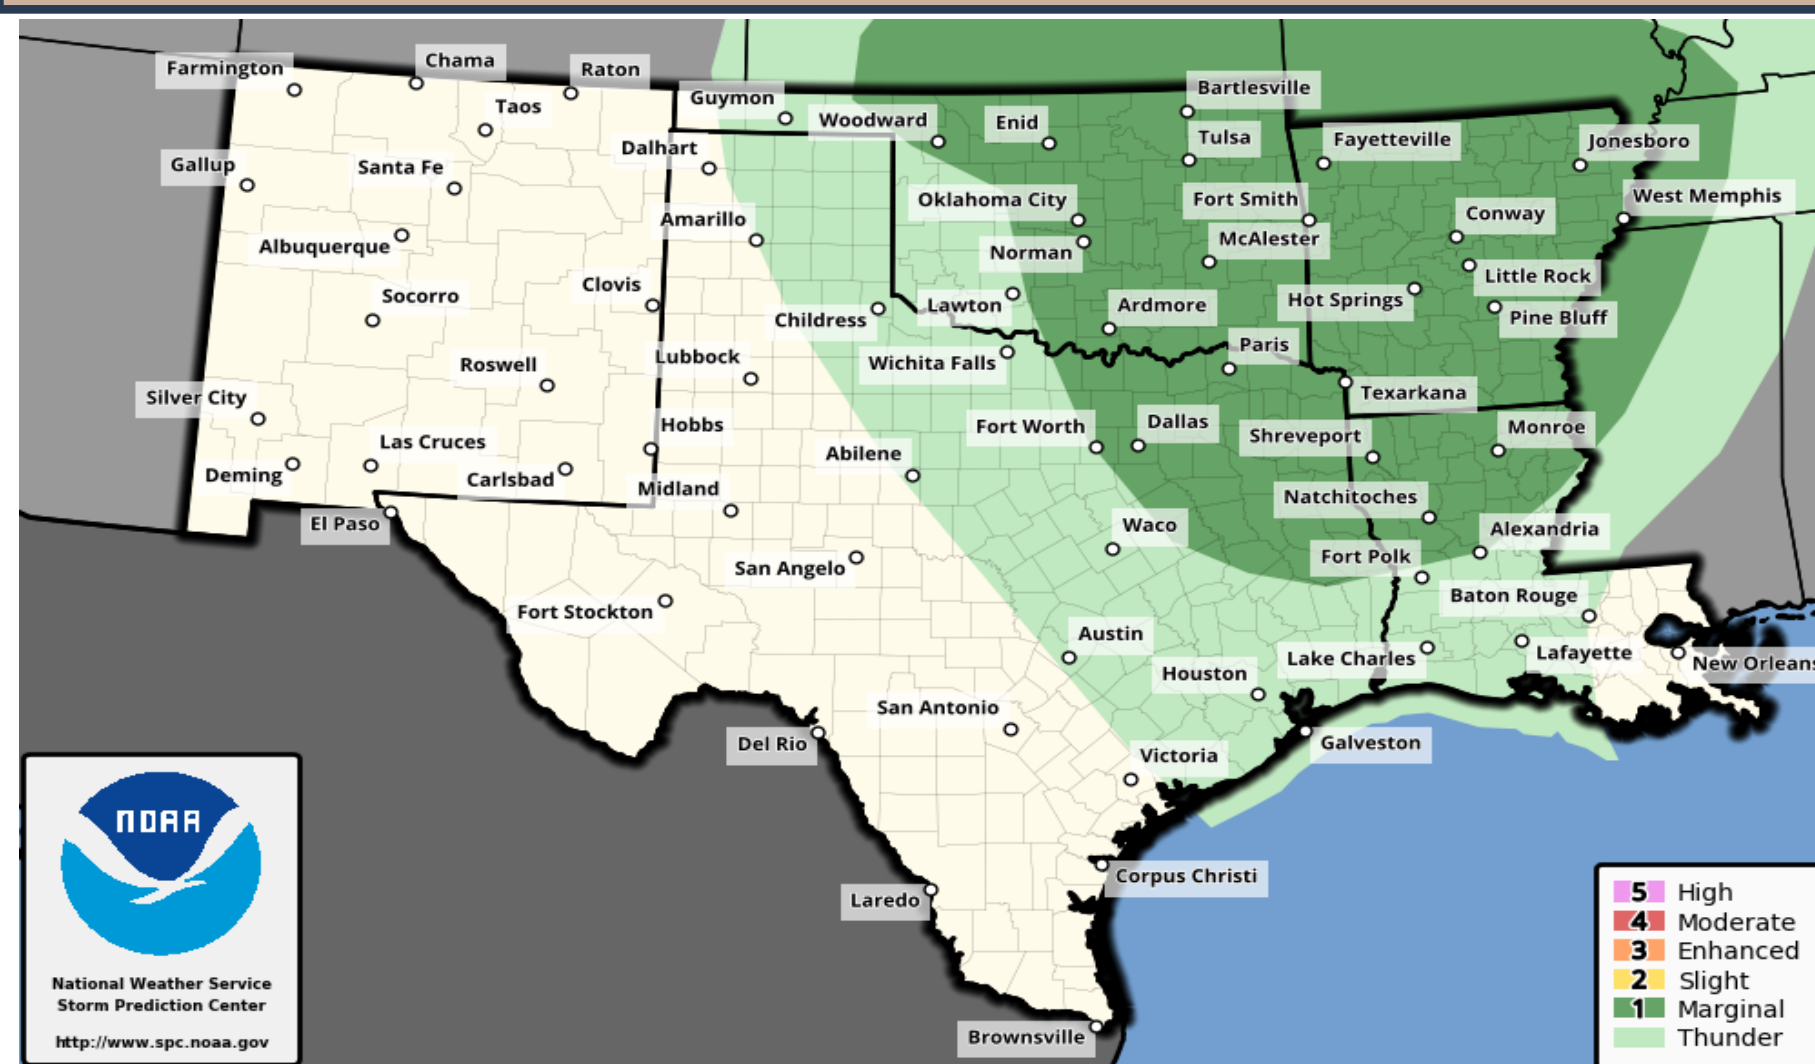 Farmington
Chama
Raton
Taos
Guymon
Woodward
Enid
Bartlesville
Tulsa
Fayetteville
Jonesboro
Gallup
Santa Fe
Dalhart
Oklahoma City
Fort Smith
Conway
West Memphis
Albuquerque
Amarillo
Norman
McAlester
Little Rock
Socorro
Clovis
Childress
Lawton
Ardmore
Hot Springs
Pine Bluff
Roswell
Lubbock
Wichita Falls
Paris
Texarkana
Silver City
Las Cruces
Hobbs
Abilene
Fort Worth
Dallas
Shreveport
Monroe
Deming
Carlsbad
Midland
Natchitoches
El Paso
Waco
Alexandria
San Angelo
Fort Polk
Fort Stockton
Baton Rouge
Austin
Lake Charles
Lafayette
New Orleans
Houston
San Antonio
Del Rio
Galveston
Victoria
Corpus Christi
Laredo
Brownsville
NOAA
National Weather Service
Storm Prediction Center
http://www.spc.noaa.gov
5 High
4 Moderate
3 Enhanced
2 Slight
1 Marginal
Thunder